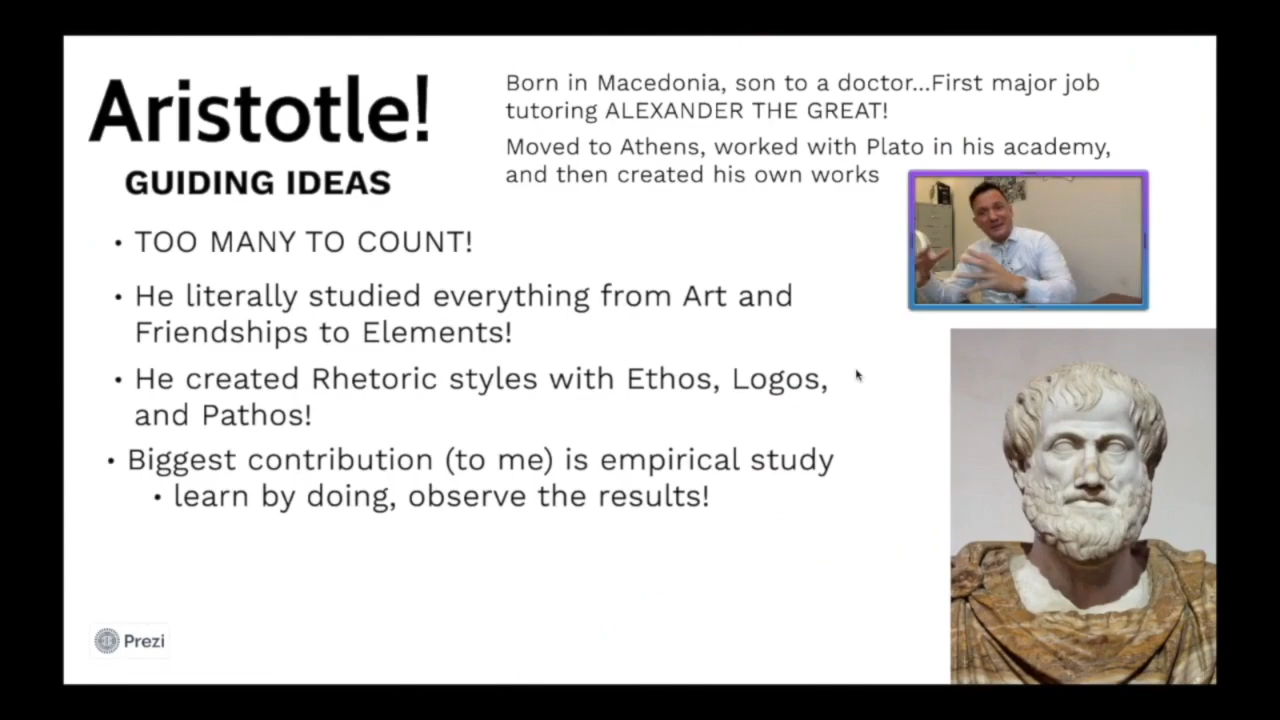 Aristotle!
GUIDING IDEAS
Born in Macedonia, son to a doctor...First major job
tutoring ALEXANDER THE GREAT!
Moved to Athens, worked with Plato in his academy,
and then created his own works
• TOO MANY TO COUNT!
• He literally studied everything from Art and
Friendships to Elements!
• He created Rhetoric styles with Ethos, Logos,
and Pathos!
• Biggest contribution (to me) is empirical study
• learn by doing, observe the results!
Prezi